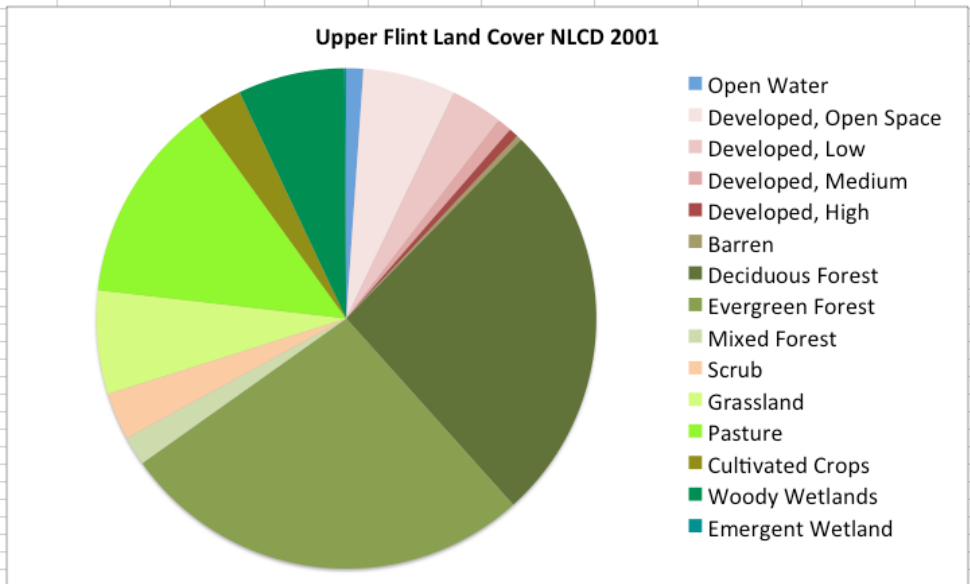 Upper Flint Land Cover NLCD 2001
Open Water
Developed, Open Space
Developed, Low
Developed, Medium
Developed, High
Barren
Deciduous Forest
Evergreen Forest
Mixed Forest
Scrub
Grassland
Pasture
Cultivated Crops
Woody Wetlands
Emergent Wetland